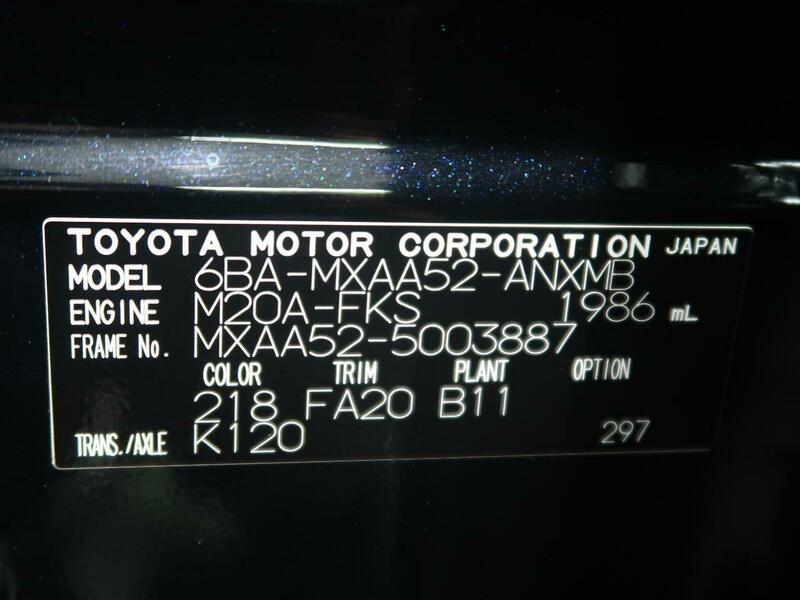 TOYOTA MOTOR CORPORATION JAPAN
MODEL 6BA-MXAA52-ANXMB
ENGINE M20A-FKS 1986 mL
FRAME No. MXAA52-5003887
COLOR TRIM PLANT OPTION
218 FA20 B11
TRANS./AXLE K120 297